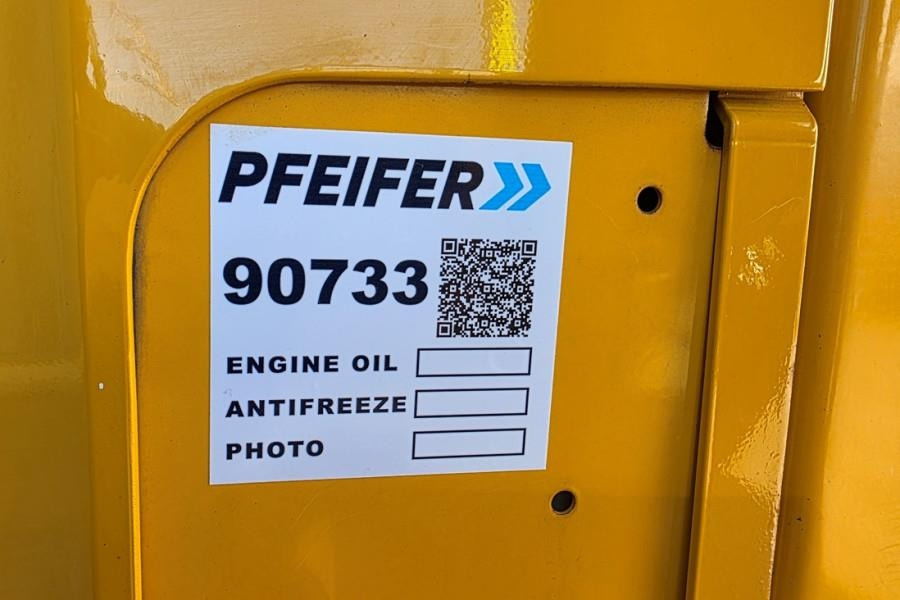 PFEIFER
90733
ENGINE OIL
ANTIFREEZE
PHOTO